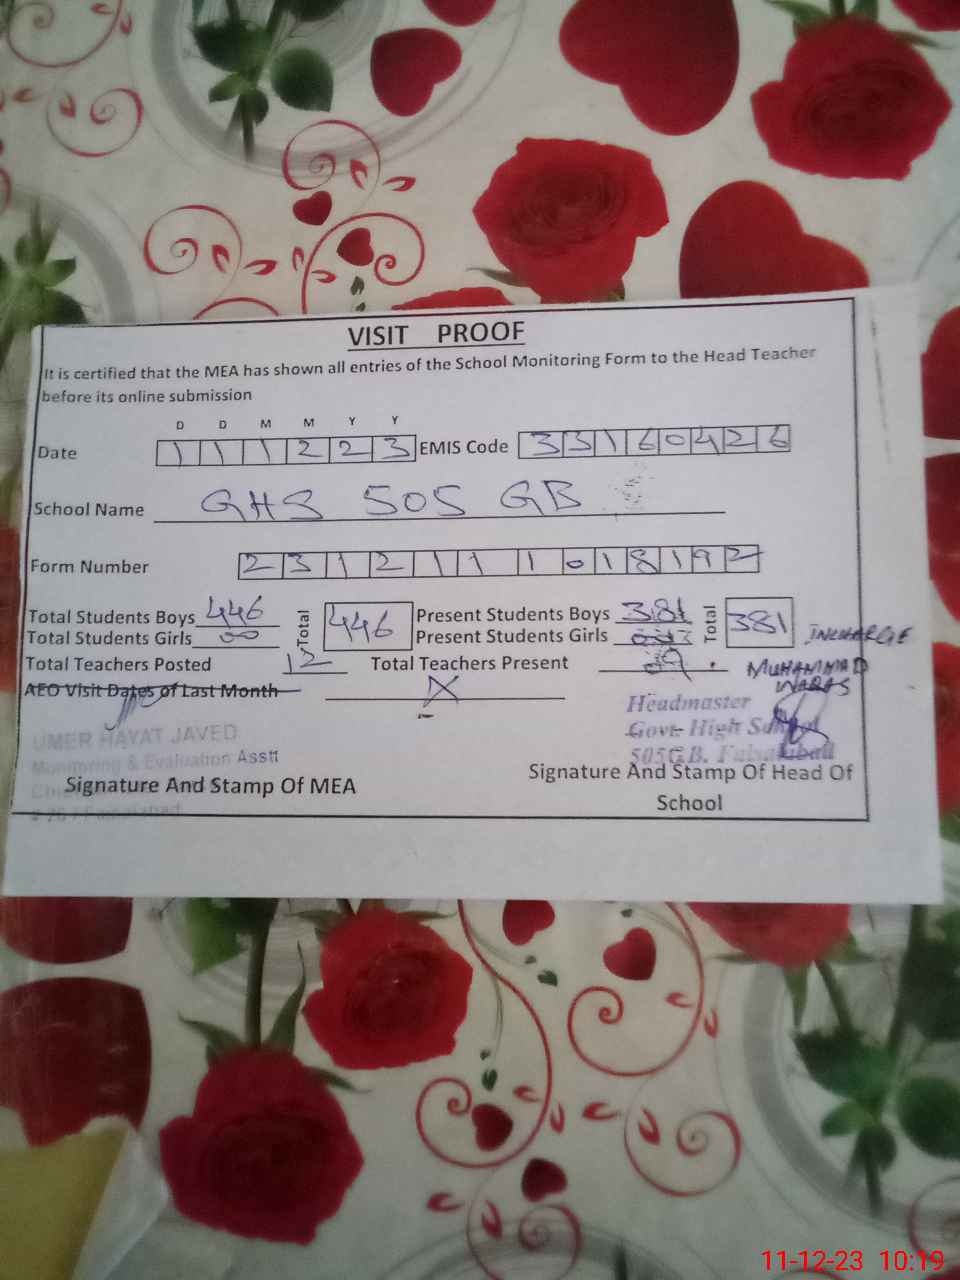 VISIT PROOF
It is certified that the MEA has shown all entries of the School Monitoring Form to the Head Teacher
before its online submission
D D M M Y Y
Date 1 1 1 2 2 3 EMIS Code 3 3 1 6 0 4 2 6
School Name GHS 505 GB
Form Number 2 3 1 2 1 1 1 0 1 8 1 9 2
Total Students Boys 446 Total 446 Present Students Boys 381 Total 381
Total Students Girls 00 Present Students Girls INCHARGE
Total Teachers Posted 12 Total Teachers Present 09 MUHAMMAD
WARAS
AEO Visit Dates of Last Month X
Headmaster
Govt- High School
505G.B. Faisalabad
UMER HAYAT JAVED
Monitoring & Evaluation Asstt
Signature And Stamp Of MEA
Signature And Stamp Of Head Of
School
11-12-23 10:19